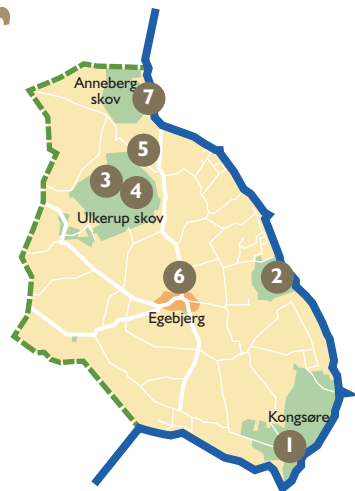 Anneberg
skov
7
5
3
4
Ulkerup skov
6
2
Egebjerg
Kongsøre
1